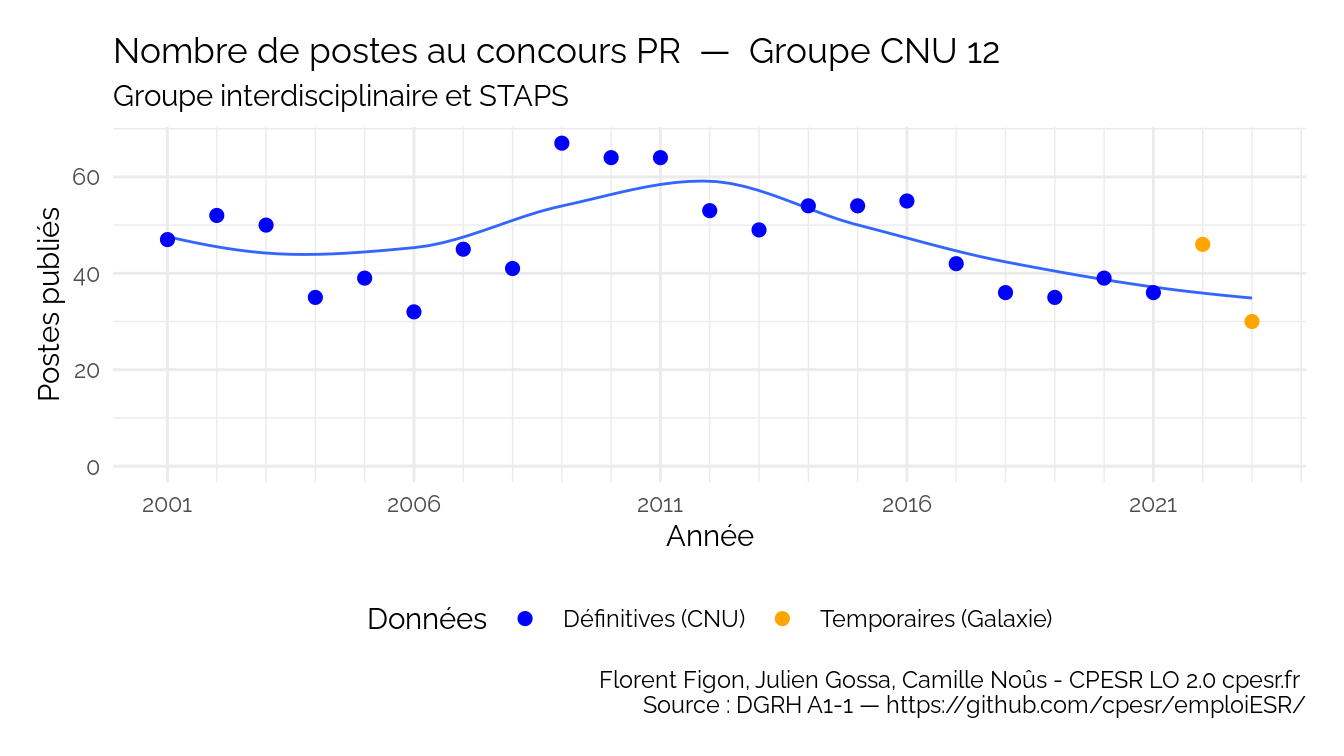 Nombre de postes au concours PR — Groupe CNU 12
Groupe interdisciplinaire et STAPS
Postes publiés
60
40
20
0
2001 2006 2011 2016 2021
Année
Données Définitives (CNU) Temporaires (Galaxie)
Florent Figon, Julien Gossa, Camille Noûs - CPESR LO 2.0 cpesr.fr
Source : DGRH A1-1 — https://github.com/cpesr/emploiESR/